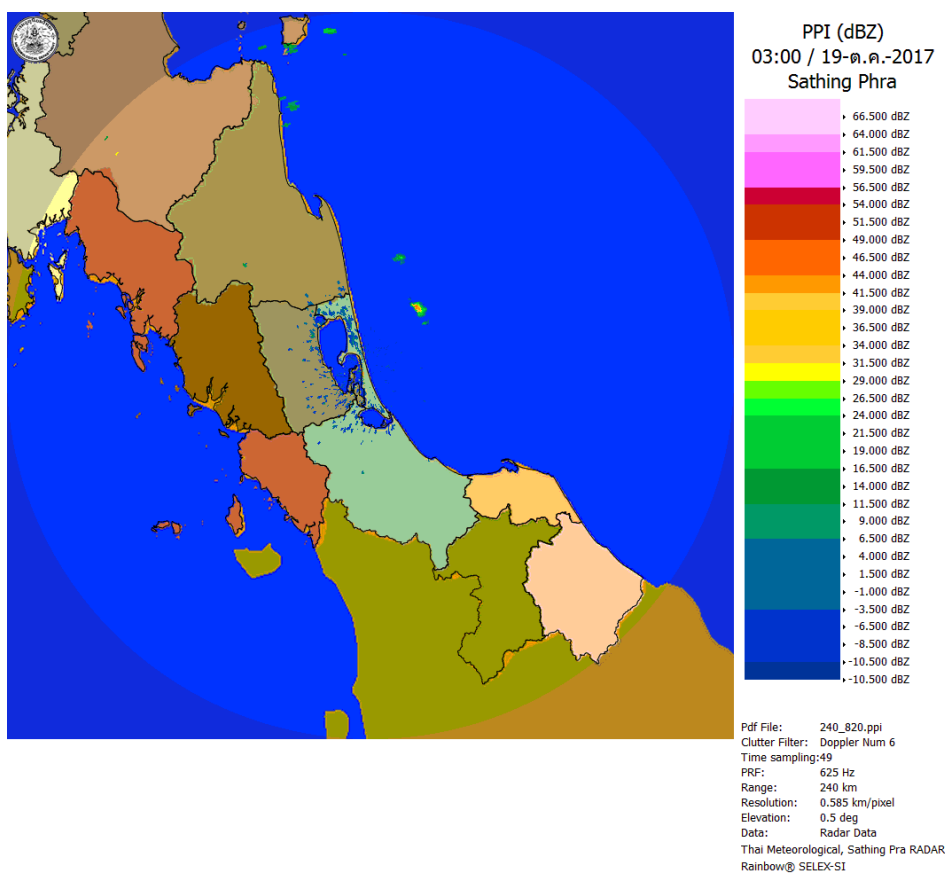 PPI (dBZ)
03:00 / 19-ต.ค.-2017
Sathing Phra
66.500 dBZ
64.000 dBZ
61.500 dBZ
59.500 dBZ
56.500 dBZ
54.000 dBZ
51.500 dBZ
49.000 dBZ
46.500 dBZ
44.000 dBZ
41.500 dBZ
39.000 dBZ
36.500 dBZ
34.000 dBZ
31.500 dBZ
29.000 dBZ
26.500 dBZ
24.000 dBZ
21.500 dBZ
19.000 dBZ
16.500 dBZ
14.000 dBZ
11.500 dBZ
9.000 dBZ
6.500 dBZ
4.000 dBZ
1.500 dBZ
-1.000 dBZ
-3.500 dBZ
-6.500 dBZ
-8.500 dBZ
-10.500 dBZ
-10.500 dBZ
Pdf File: 240_820.ppi
Clutter Filter: Doppler Num 6
Time sampling:49
PRF: 625 Hz
Range: 240 km
Resolution: 0.585 km/pixel
Elevation: 0.5 deg
Data: Radar Data
Thai Meteorological, Sathing Pra RADAR
Rainbow® SELEX-SI